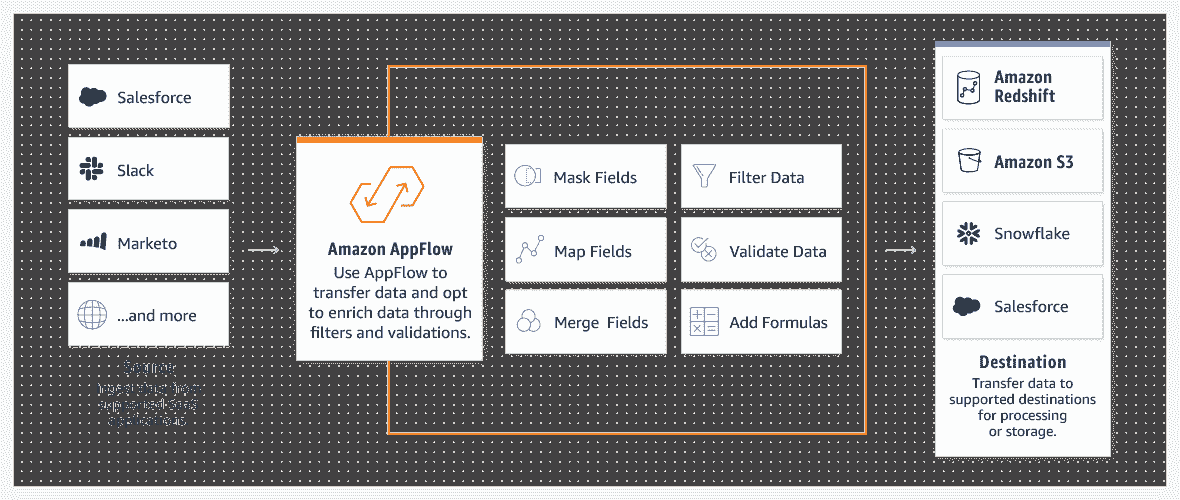 Salesforce
Slack
Marketo
...and more
Amazon AppFlow
Use AppFlow to
transfer data and opt
to enrich data through
filters and validations.
Mask Fields
Filter Data
Map Fields
Validate Data
Merge Fields
Add Formulas
Amazon
Redshift
Amazon S3
Snowflake
Salesforce
Destination
Transfer data to
supported destinations
for processing
or storage.